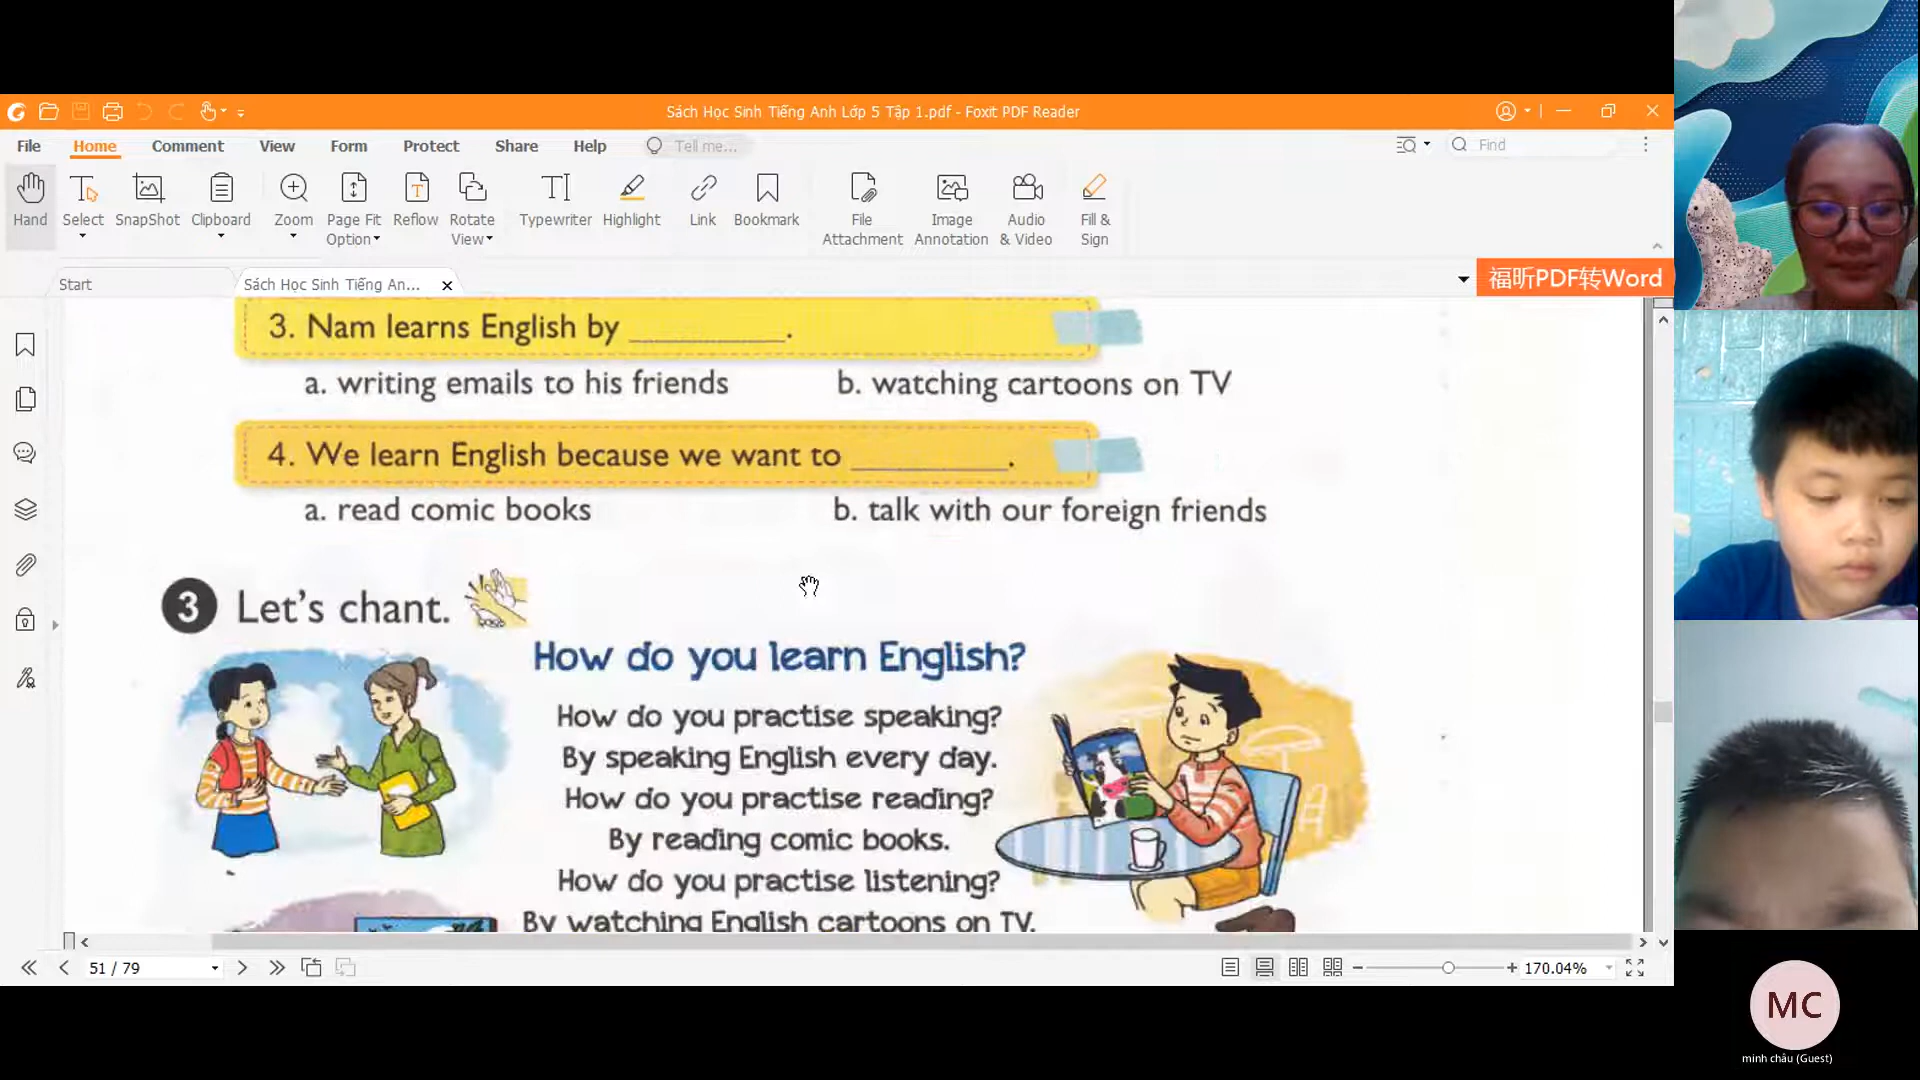 Sách Học Sinh Tiếng Anh Lớp 5 Tập 1.pdf - Foxit PDF Reader
File Home Comment View Form Protect Share Help Tell me... Find
Hand Select SnapShot Clipboard Zoom Page Fit Option Reflow Rotate View Typewriter Highlight Link Bookmark File Attachment Image Annotation Audio & Video Fill & Sign
Start Sách Học Sinh Tiếng An... 福昕PDF转Word
3. Nam learns English by __________.
a. writing emails to his friends b. watching cartoons on TV
4. We learn English because we want to __________.
a. read comic books b. talk with our foreign friends
3 Let's chant.
How do you learn English?
How do you practise speaking?
By speaking English every day.
How do you practise reading?
By reading comic books.
How do you practise listening?
By watching English cartoons on TV.
51 / 79 170.04%
MC
minh châu (Guest)